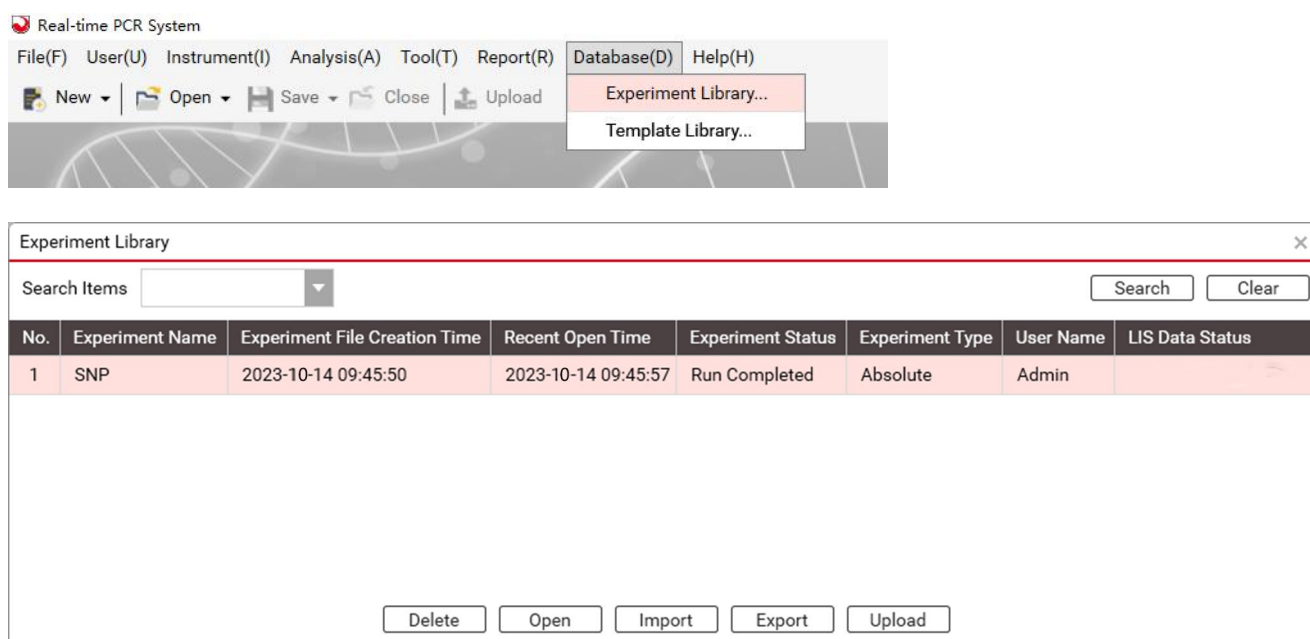 Real-time PCR System
File(F) User(U) Instrument(I) Analysis(A) Tool(T) Report(R) Database(D) Help(H)
New Open Save Close Upload Experiment Library...
Template Library...
Experiment Library
Search Items Search Clear
No. Experiment Name Experiment File Creation Time Recent Open Time Experiment Status Experiment Type User Name LIS Data Status
1 SNP 2023-10-14 09:45:50 2023-10-14 09:45:57 Run Completed Absolute Admin
Delete Open Import Export Upload